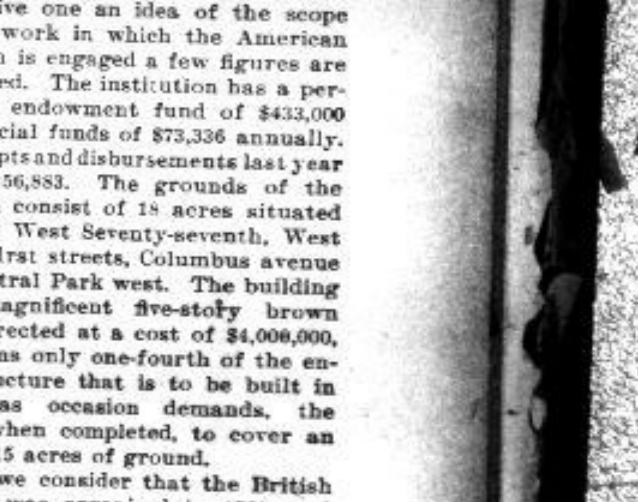 ive one an idea of the scope
work in which the American
n is engaged a few figures are
ed. The institution has a per-
endowment fund of $433,000
cial funds of $73,336 annually.
pts and disbursements last year
56,883. The grounds of the
consist of 18 acres situated
West Seventy-seventh, West
irst streets, Columbus avenue
tral Park west. The building
agnificent five-story brown
rected at a cost of $4,000,000,
ns only one-fourth of the en-
ucture that is to be built in
as occasion demands, the
when completed, to cover an
15 acres of ground.
we consider that the British